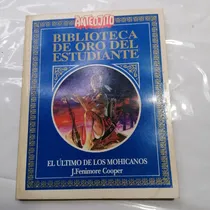 ANTEOJITO
BIBLIOTECA
DE ORO DEL
ESTUDIANTE
EL ÚLTIMO DE LOS MOHICANOS
J.Fenimore Cooper